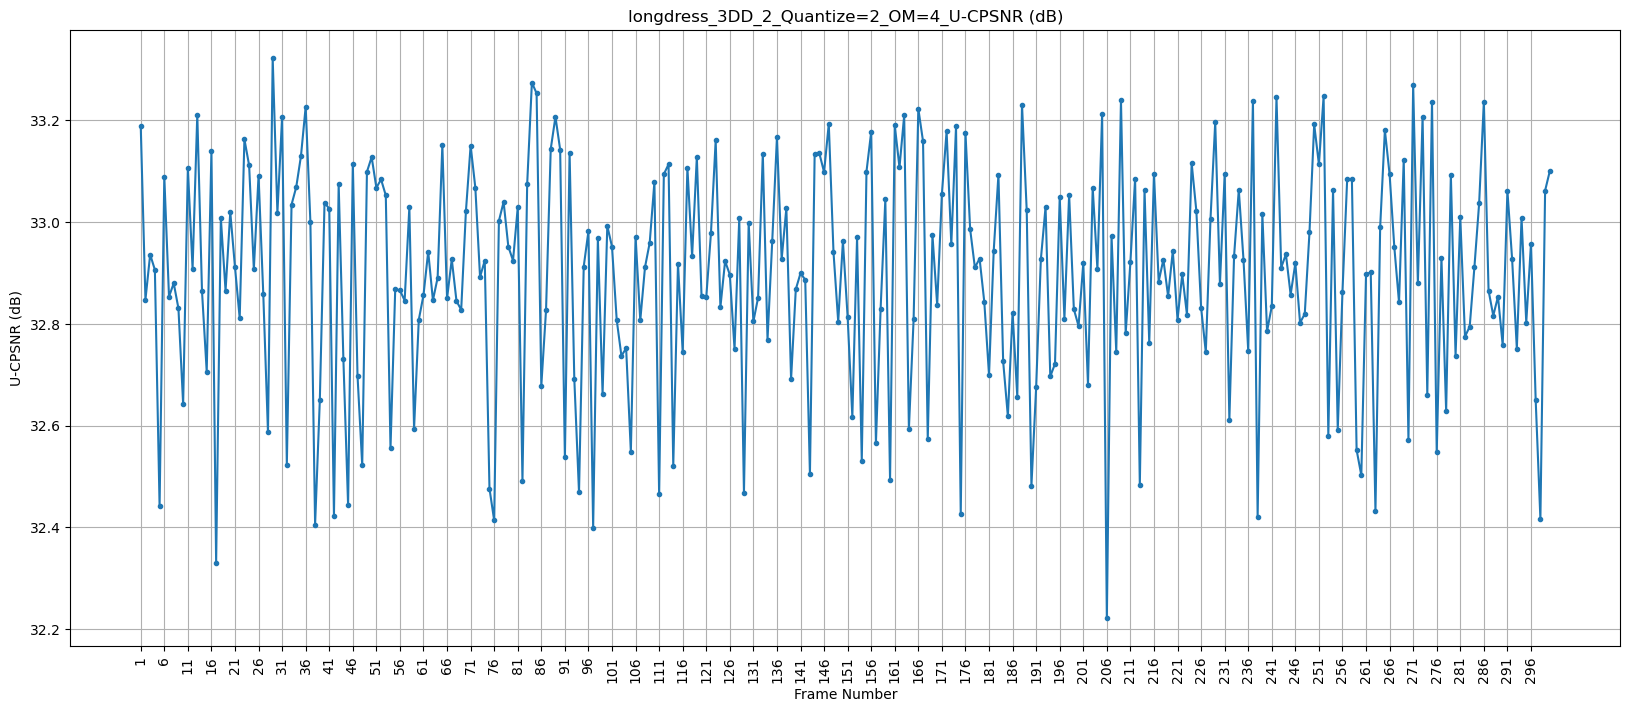 longdress_3DD_2_Quantize=2_OM=4_U-CPSNR (dB)
U-CPSNR (dB)
33.2
33.0
32.8
32.6
32.4
32.2
1 6 11 16 21 26 31 36 41 46 51 56 61 66 71 76 81 86 91 96 101 106 111 116 121 126 131 136 141 146 151 156 161 166 171 176 181 186 191 196 201 206 211 216 221 226 231 236 241 246 251 256 261 266 271 276 281 286 291 296
Frame Number